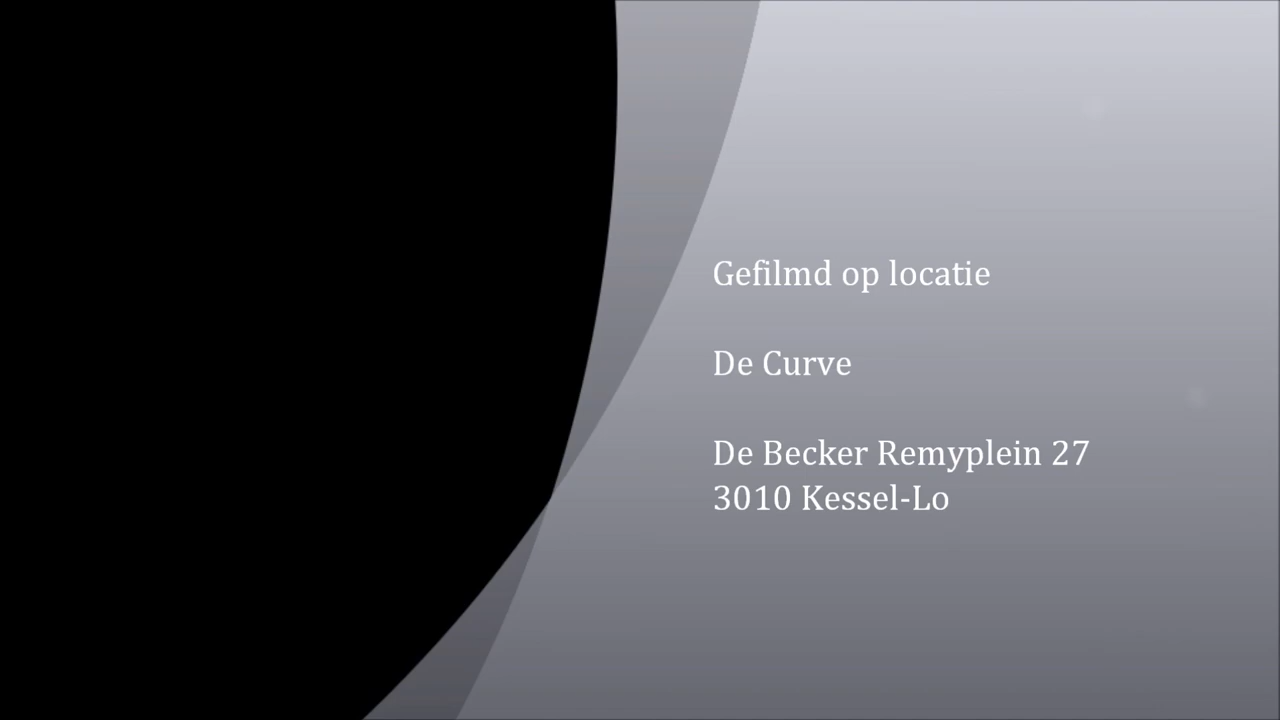 Gefilmd op locatie
De Curve
De Becker Remyplein 27
3010 Kessel-Lo